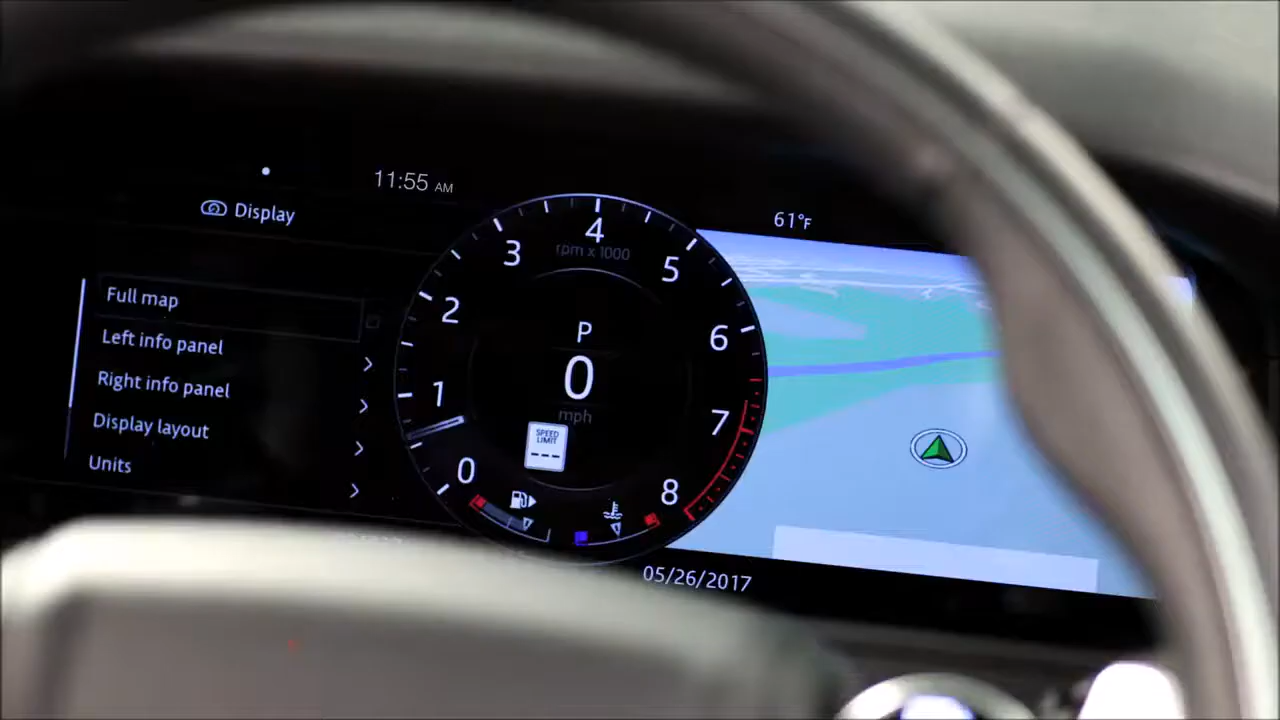 11:55 AM
61°F
Display
Full map
Left info panel
Right info panel
Display layout
Units
4
rpm x 1000
3
5
2
6
1
7
0
8
P
0
mph
SPEED
LIMIT
---
05/26/2017